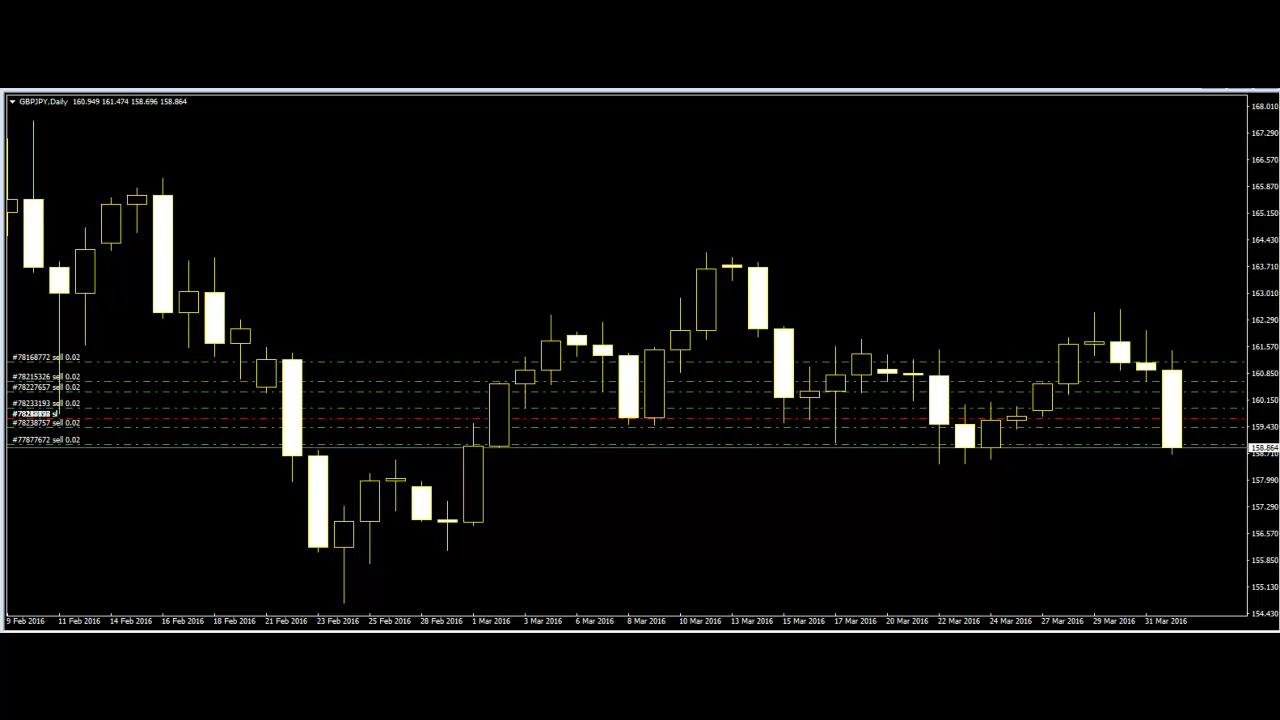 GBPJPY,Daily 160.949 161.474 158.696 158.864
168.010
167.290
166.570
165.870
165.150
164.430
163.710
163.010
162.290
#78168772 sell 0.02
161.570
#78215326 sell 0.02
160.850
#78227657 sell 0.02
160.150
#78233193 sell 0.02
sl
#78238757 sell 0.02
159.430
#77877672 sell 0.02
158.864
158.710
157.990
157.290
156.570
155.850
155.130
154.430
9 Feb 2016 11 Feb 2016 14 Feb 2016 16 Feb 2016 18 Feb 2016 21 Feb 2016 23 Feb 2016 25 Feb 2016 28 Feb 2016 1 Mar 2016 3 Mar 2016 6 Mar 2016 8 Mar 2016 10 Mar 2016 13 Mar 2016 15 Mar 2016 17 Mar 2016 20 Mar 2016 22 Mar 2016 24 Mar 2016 27 Mar 2016 29 Mar 2016 31 Mar 2016